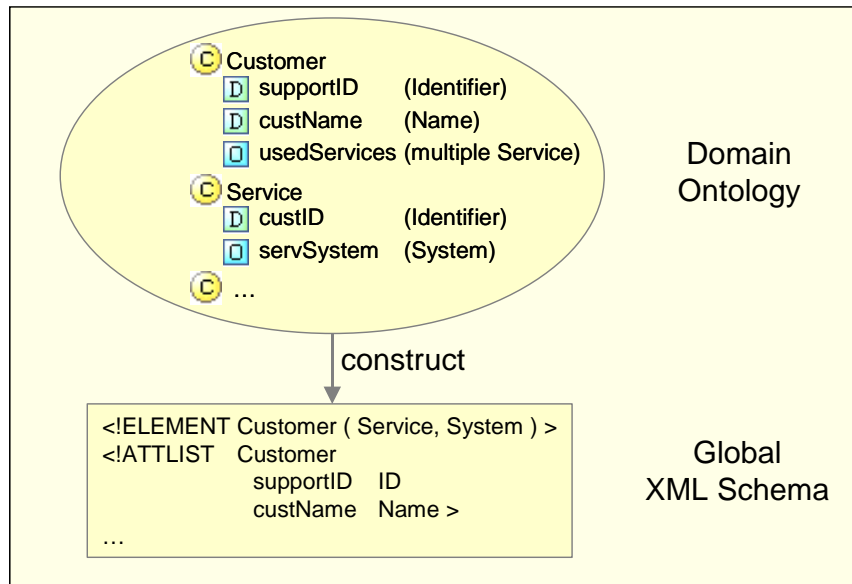 C Customer
D supportID (Identifier)
D custName (Name)
O usedServices (multiple Service)
C Service
D custID (Identifier)
O servSystem (System)
C ...
Domain
Ontology
construct
<!ELEMENT Customer ( Service, System ) >
<!ATTLIST Customer
supportID ID
custName Name >
…
Global
XML Schema